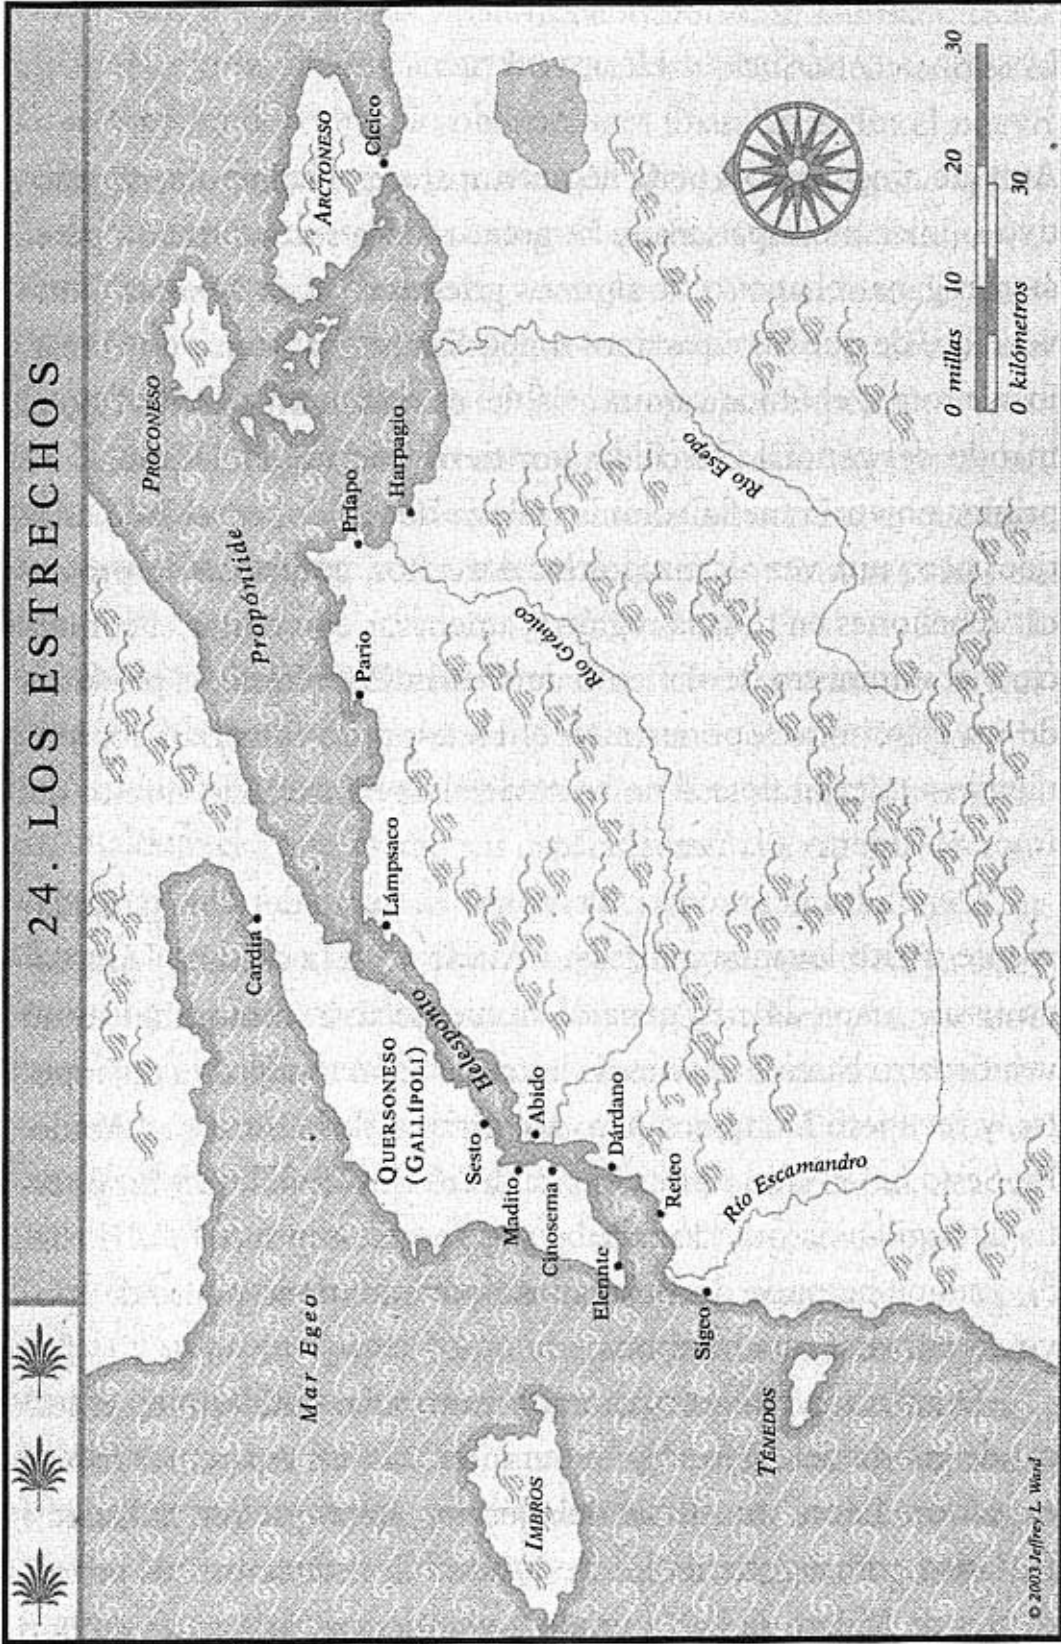 24. LOS ESTRECHOS
PROCONESO
ARCTONESO
Cícico
Propóntide
Príapo
Harpagio
Pario
Cardia
Lámpsaco
Mar Egeo
QUERSONESO
(GALLÍPOLI)
Helesponto
Sesto
Abido
Madito
Cinosema
Dárdano
Elennte
Reteo
Sigeo
IMBROS
TÉNEDOS
Río Gránico
Río Esepo
Río Escamandro
0 millas 10 20 30
0 kilómetros 30
© 2003 Jeffrey L. Ward